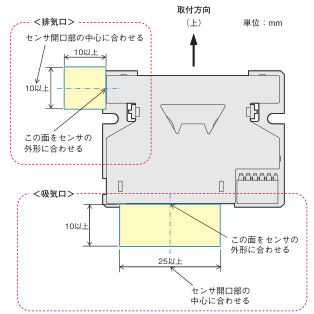 取付方向
（上）
単位：mm
＜排気口＞
センサ開口部の中心に合わせる
10以上
10以上
この面をセンサの
外形に合わせる
＜吸気口＞
10以上
この面をセンサの
外形に合わせる
25以上
センサ開口部の
中心に合わせる